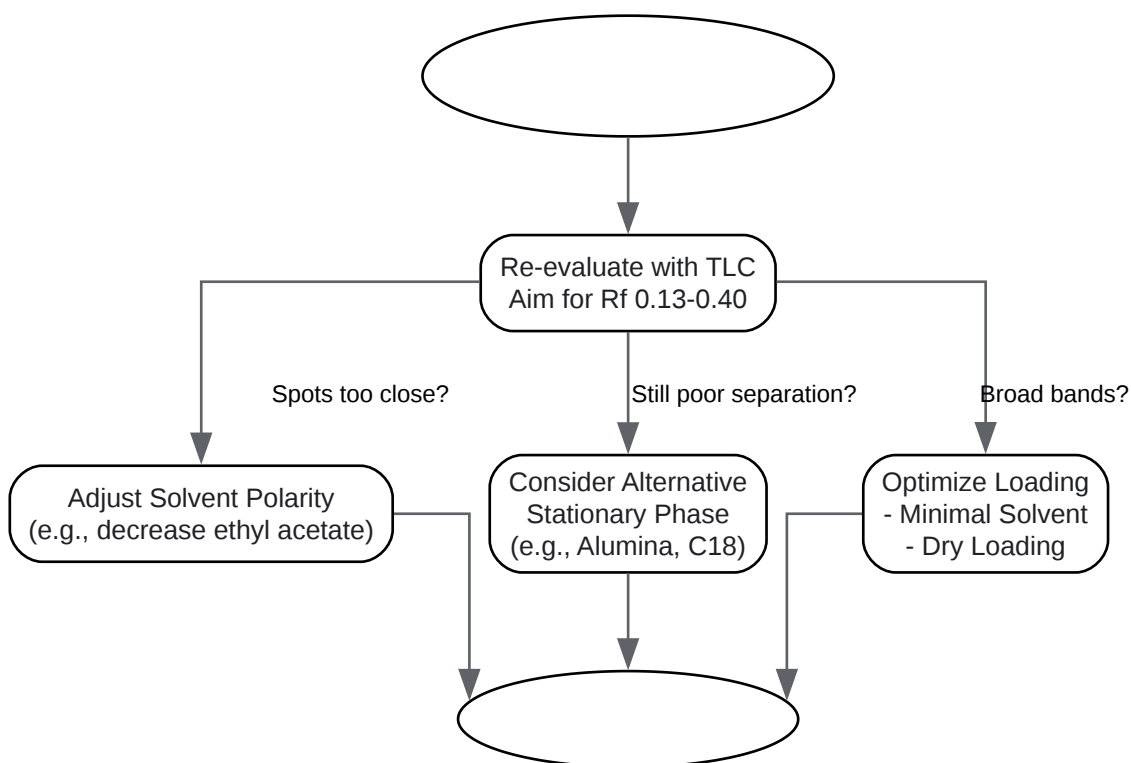 Re-evaluate with TLC
Aim for Rf 0.13-0.40
Spots too close?
Still poor separation?
Broad bands?
Adjust Solvent Polarity
(e.g., decrease ethyl acetate)
Consider Alternative
Stationary Phase
(e.g., Alumina, C18)
Optimize Loading
- Minimal Solvent
- Dry Loading